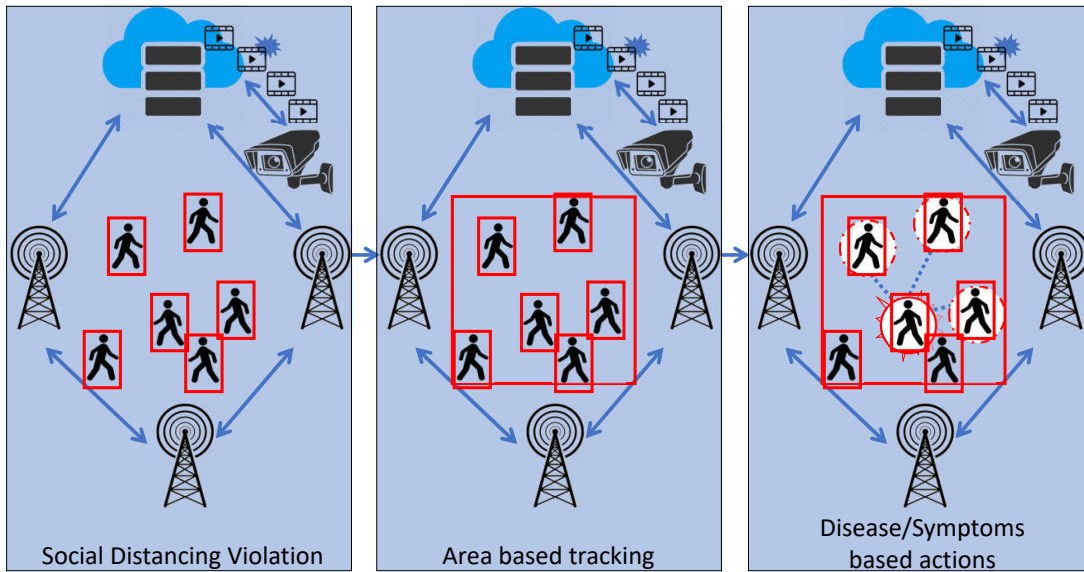 Social Distancing Violation
Area based tracking
Disease/Symptoms
based actions